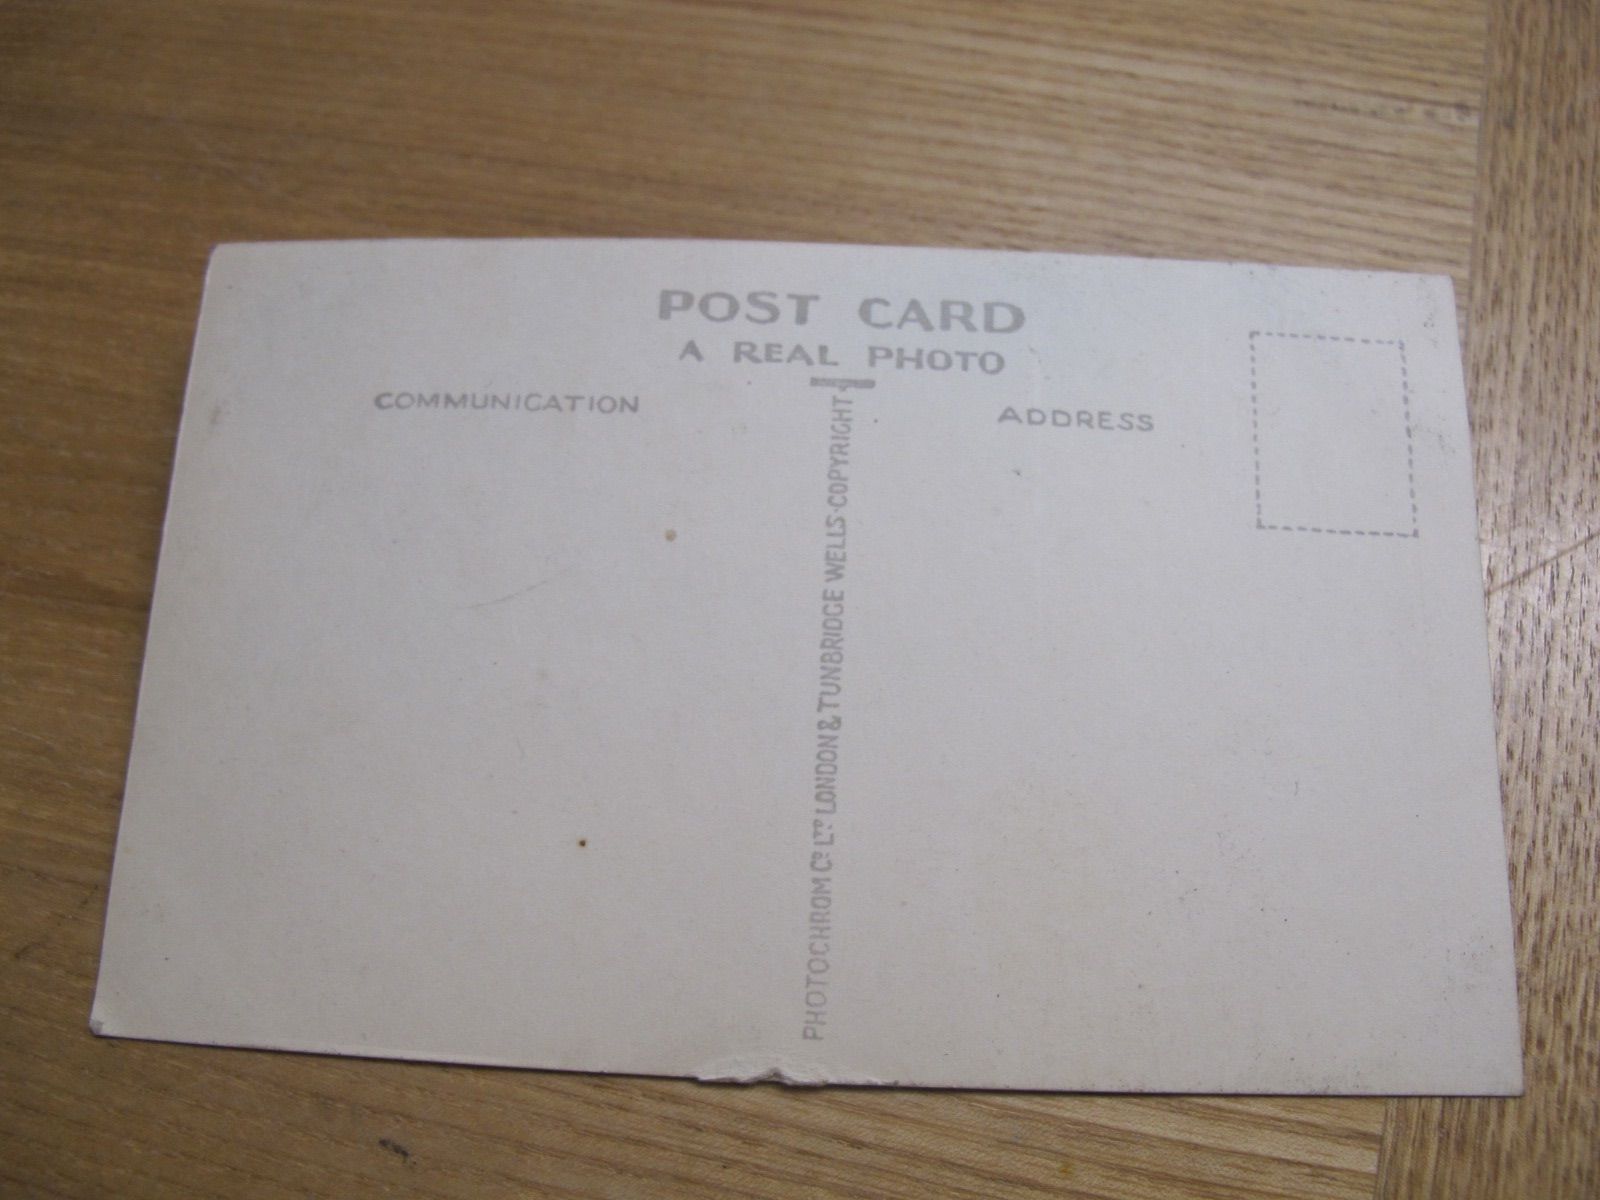 POST CARD
A REAL PHOTO
COMMUNICATION
ADDRESS
PHOTOCHROM Cº. LTD. LONDON & TUNBRIDGE WELLS·COPYRIGHT